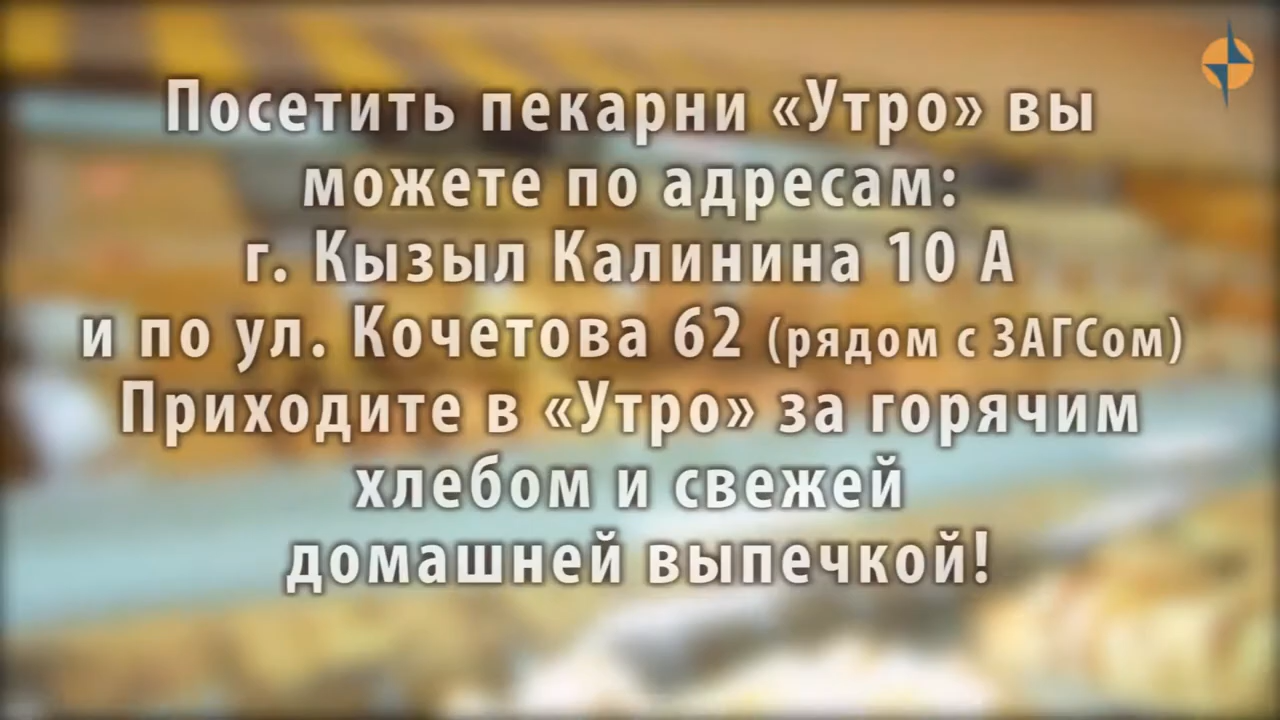 Посетить пекарни «Утро» вы
можете по адресам:
г. Кызыл Калинина 10 А
и по ул. Кочетова 62 (рядом с ЗАГСом)
Приходите в «Утро» за горячим
хлебом и свежей
домашней выпечкой!